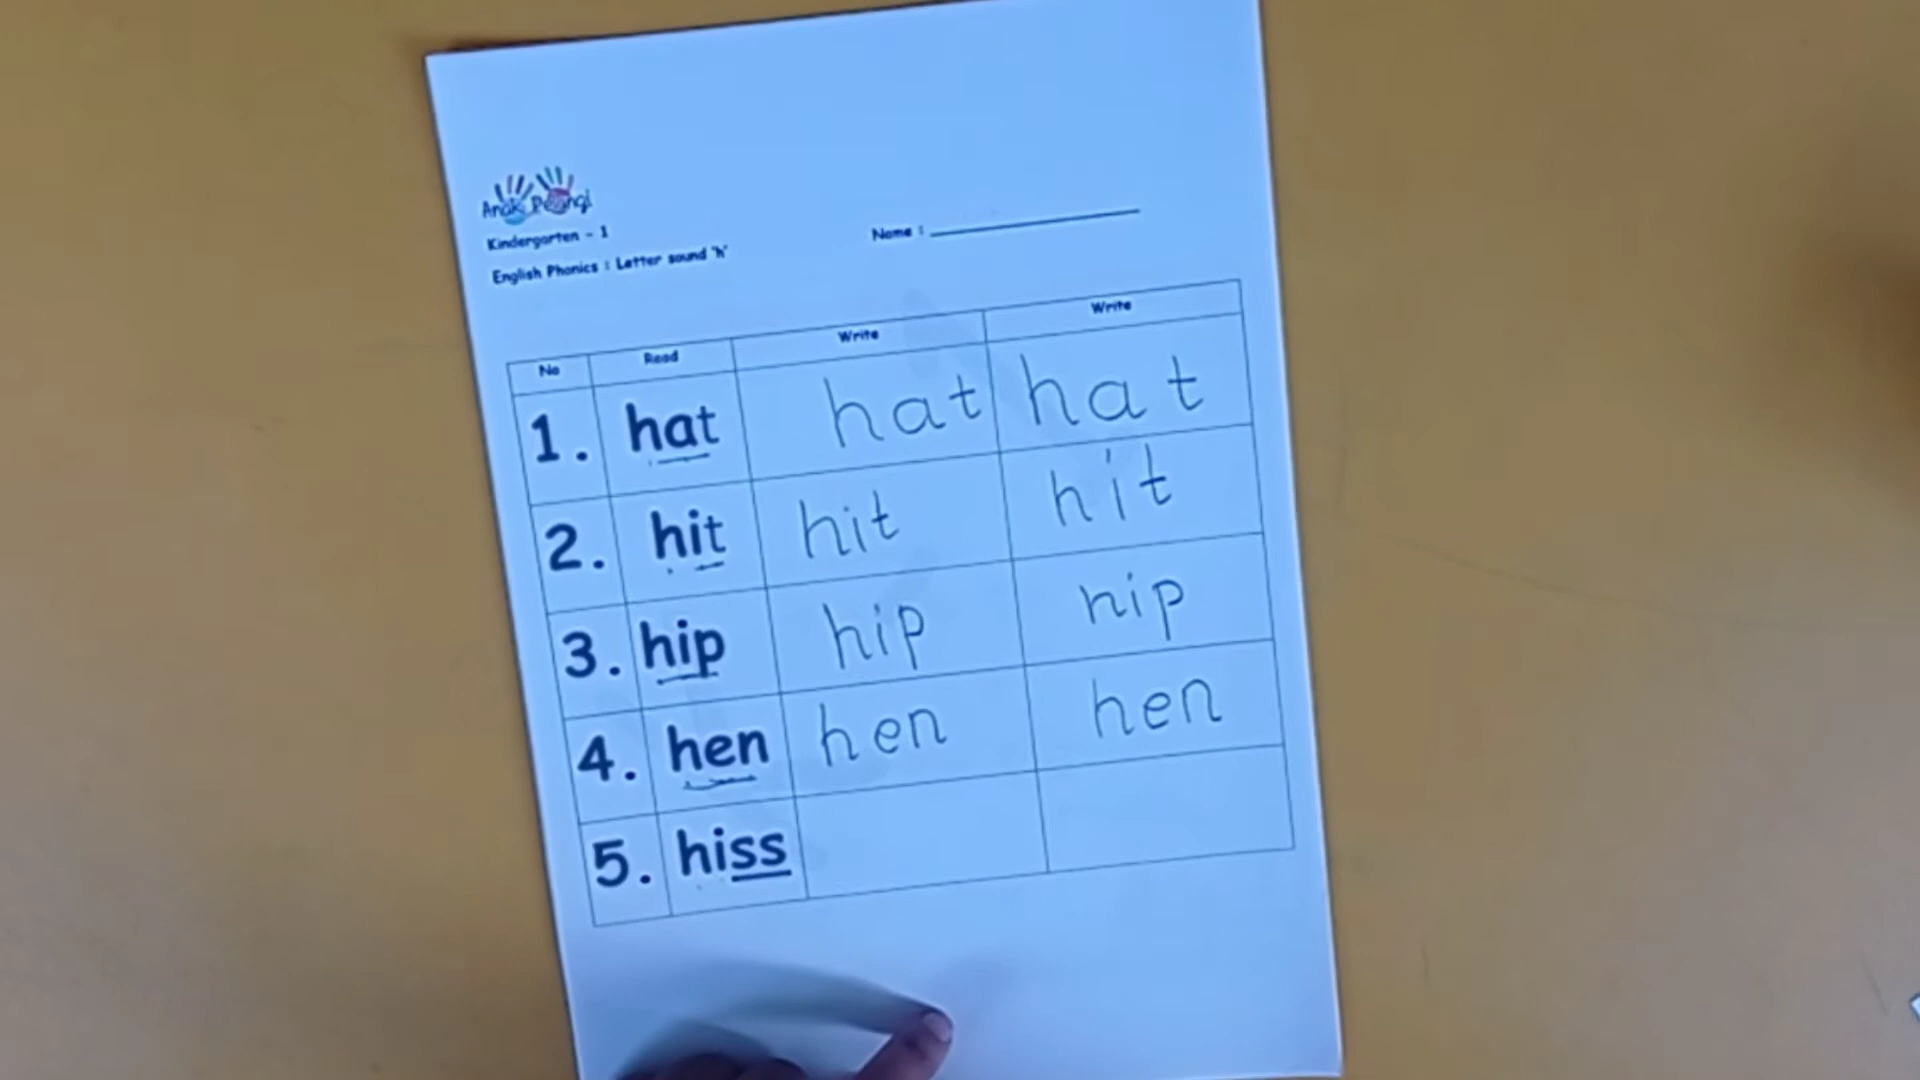 Anak Pelangi
Kindergarten - 1
Name : ____________
English Phonics : Letter sound 'h'
No Read Write Write
1. hat hat hat
2. hit hit hit
3. hip hip hip
4. hen hen hen
5. hiss